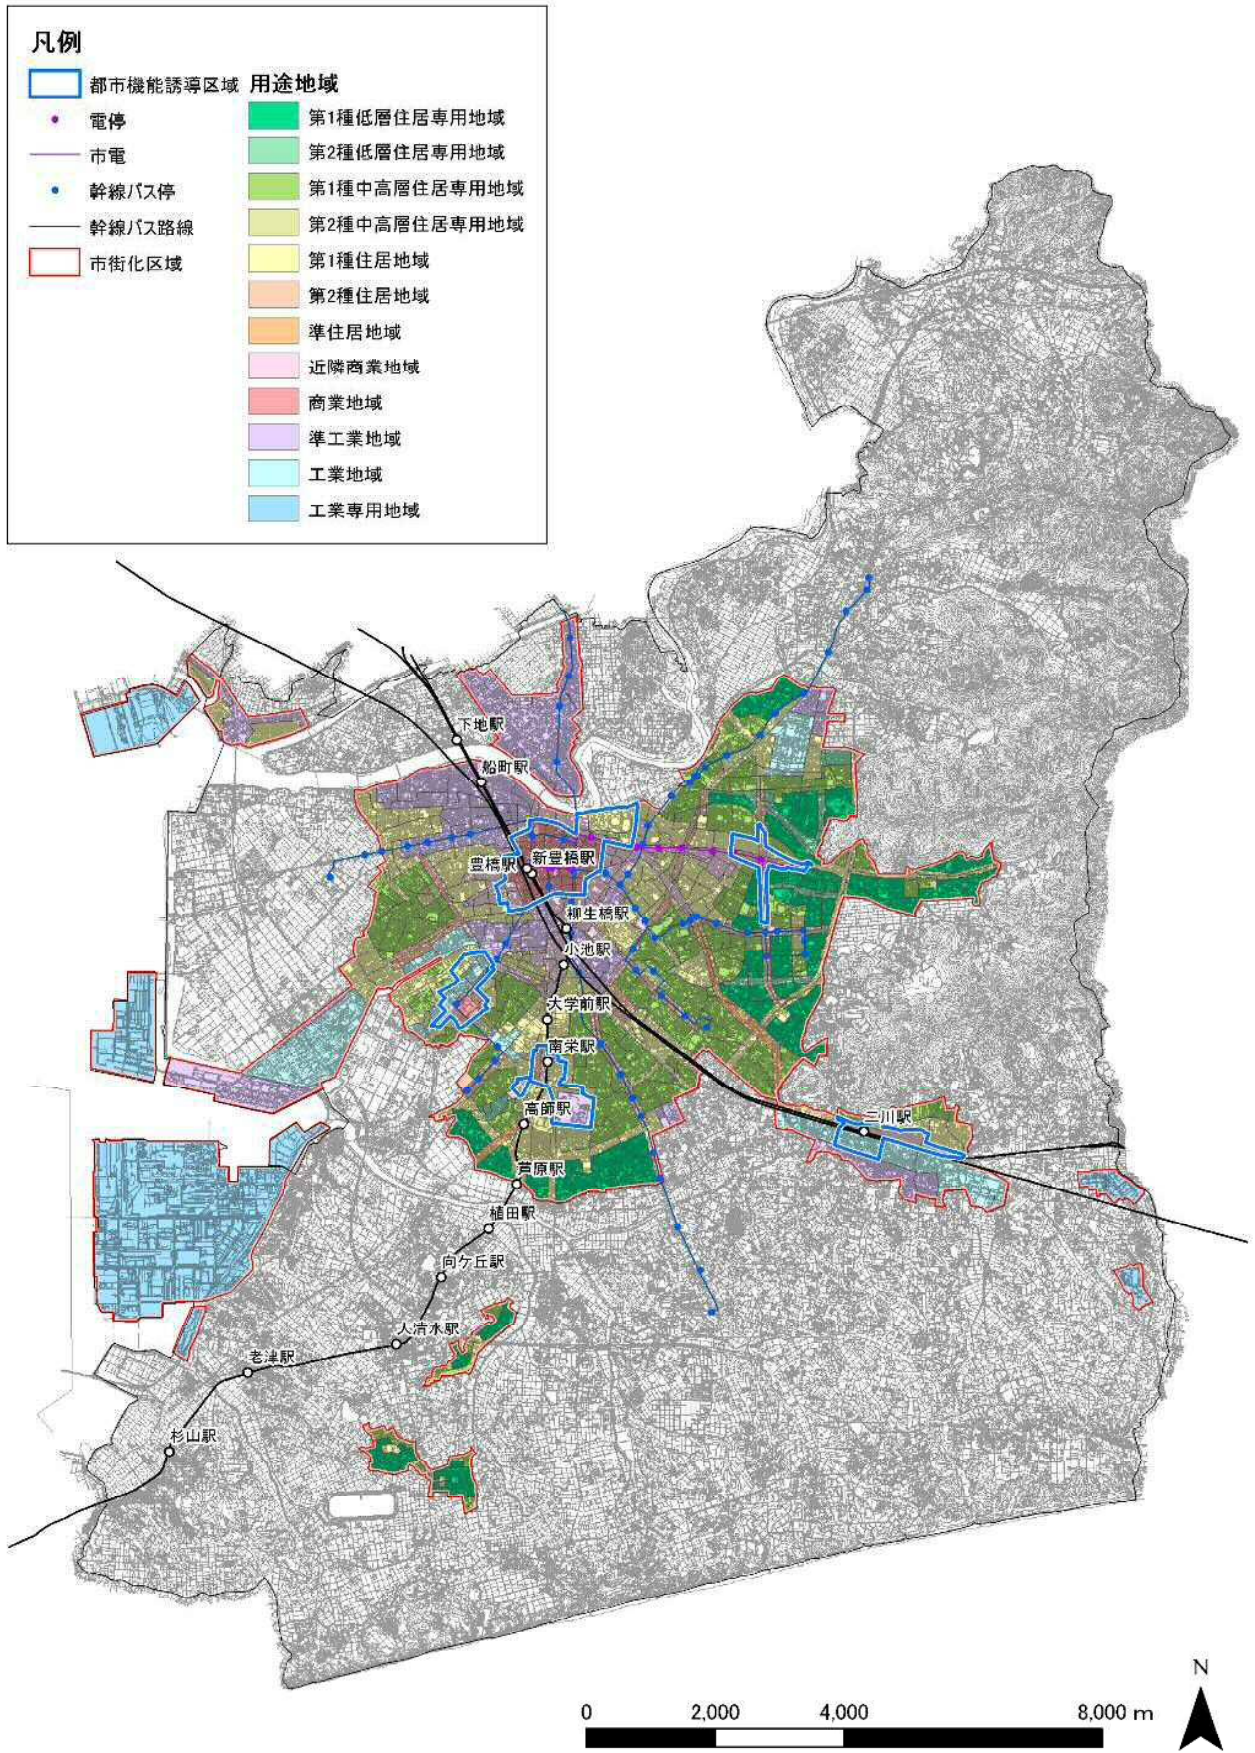 凡例
都市機能誘導区域
電停
市電
幹線バス停
幹線バス路線
市街化区域
用途地域
第1種低層住居専用地域
第2種低層住居専用地域
第1種中高層住居専用地域
第2種中高層住居専用地域
第1種住居地域
第2種住居地域
準住居地域
近隣商業地域
商業地域
準工業地域
工業地域
工業専用地域
下地駅
船町駅
豊橋駅
新豊橋駅
柳生橋駅
小池駅
大学前駅
南栄駅
高師駅
二川駅
芦原駅
植田駅
向ケ丘駅
大清水駅
老津駅
杉山駅
N
0 2,000 4,000 8,000 m